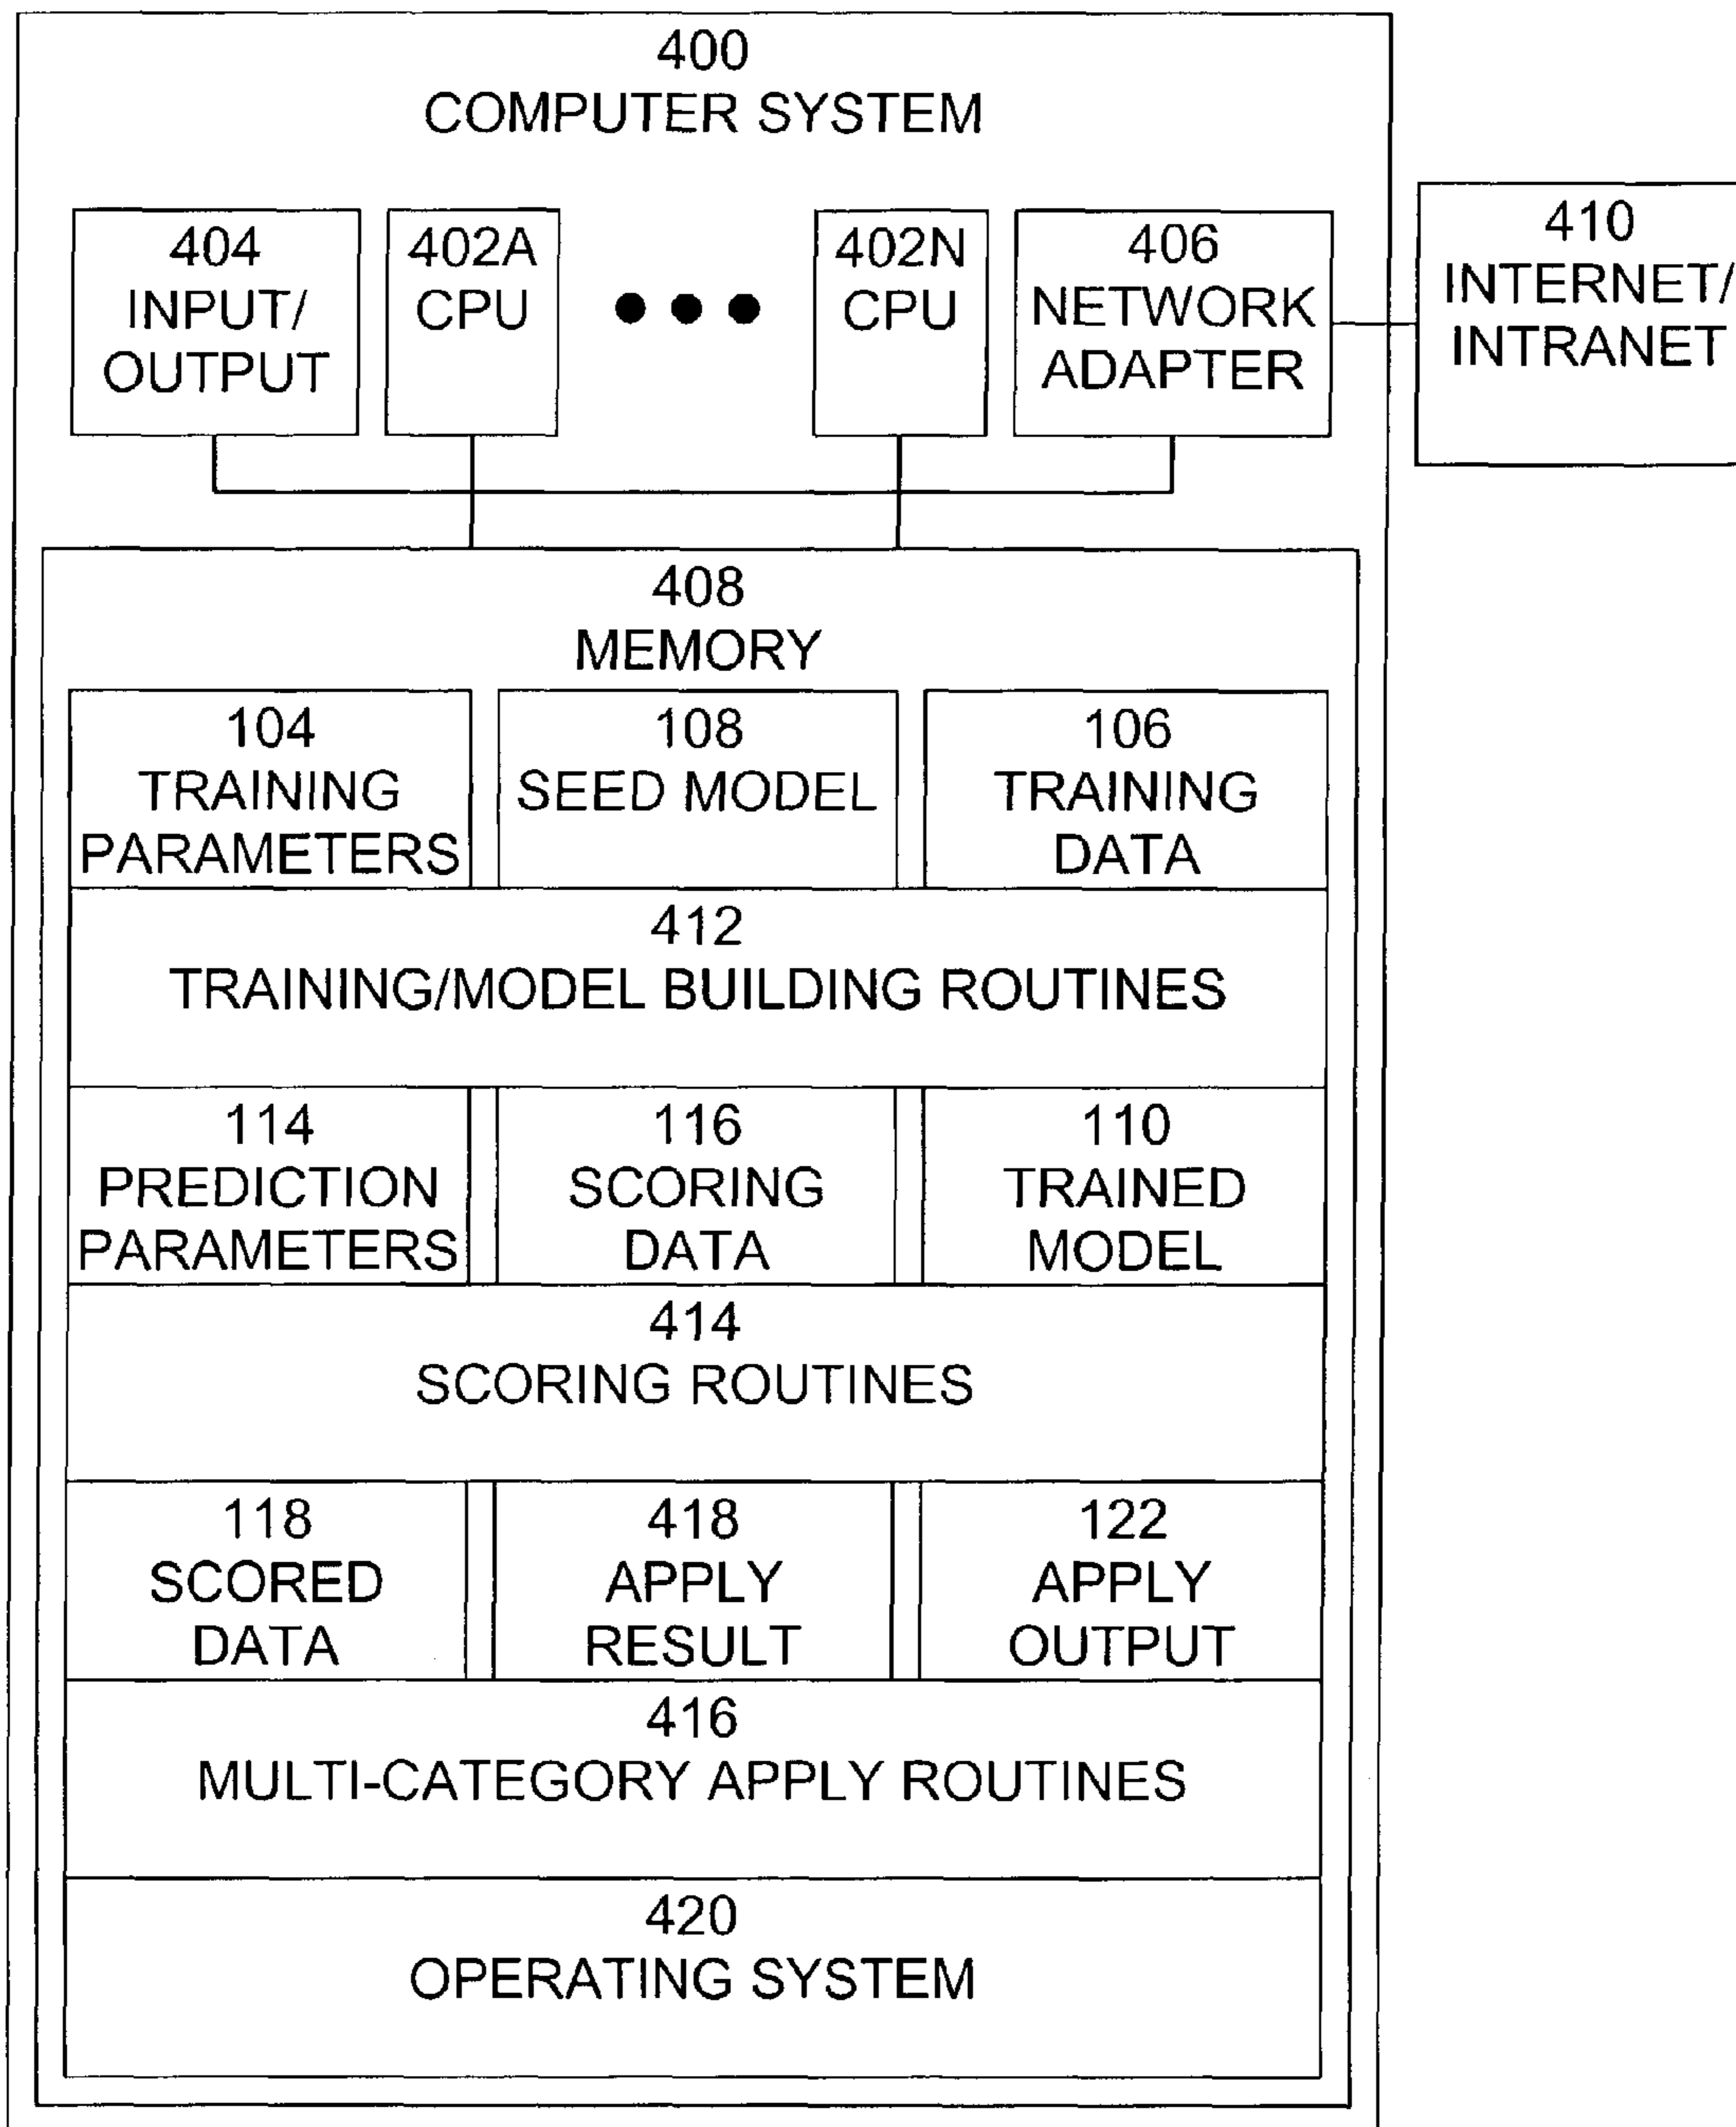 400
COMPUTER SYSTEM
404
INPUT/
OUTPUT
402A
CPU
402N
CPU
406
NETWORK
ADAPTER
410
INTERNET/
INTRANET
408
MEMORY
104
TRAINING
PARAMETERS
108
SEED MODEL
106
TRAINING
DATA
412
TRAINING/MODEL BUILDING ROUTINES
114
PREDICTION
PARAMETERS
116
SCORING
DATA
110
TRAINED
MODEL
414
SCORING ROUTINES
118
SCORED
DATA
418
APPLY
RESULT
122
APPLY
OUTPUT
416
MULTI-CATEGORY APPLY ROUTINES
420
OPERATING SYSTEM